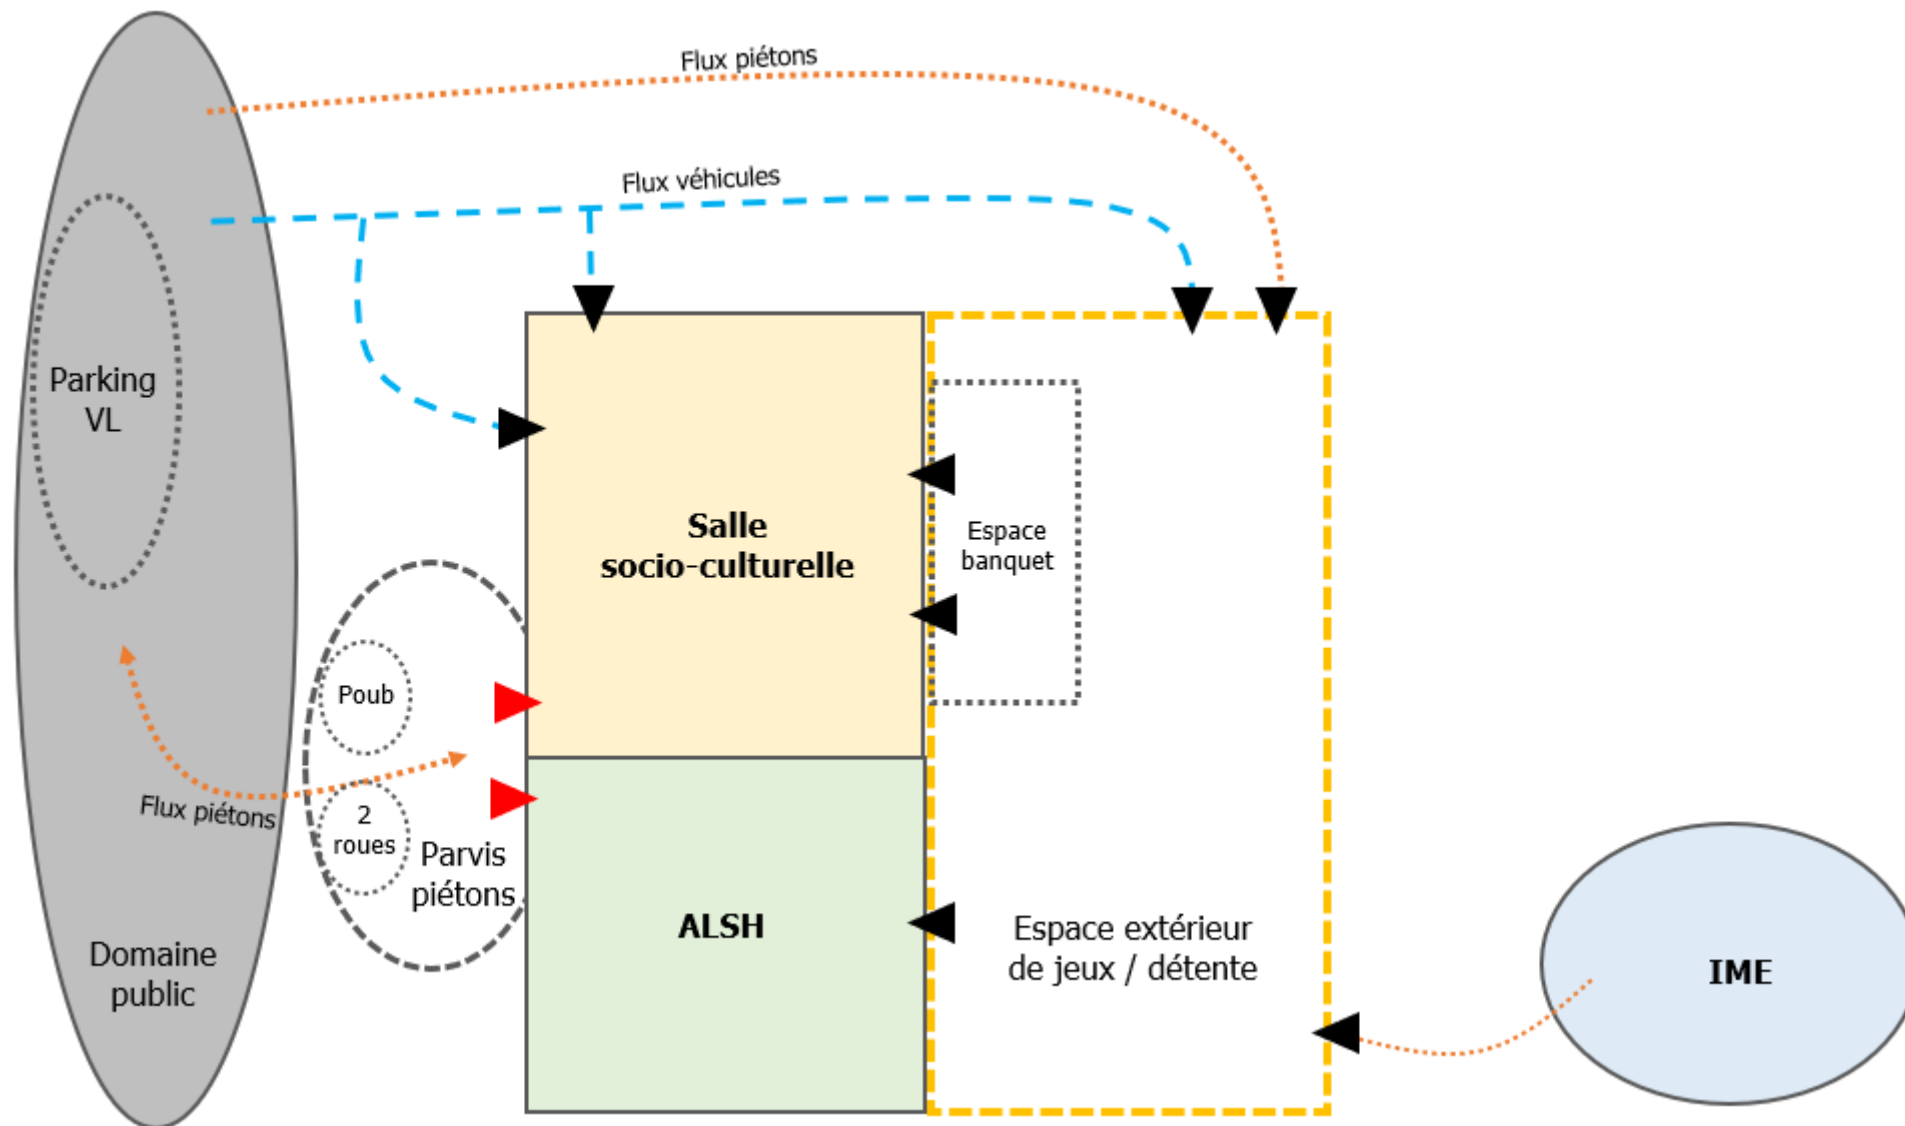 Flux piétons
Flux véhicules
Parking
VL
Salle
socio-culturelle
Espace
banquet
Poub
Flux piétons
2
roues
Parvis
piétons
ALSH
Espace extérieur
de jeux / détente
Domaine
public
IME